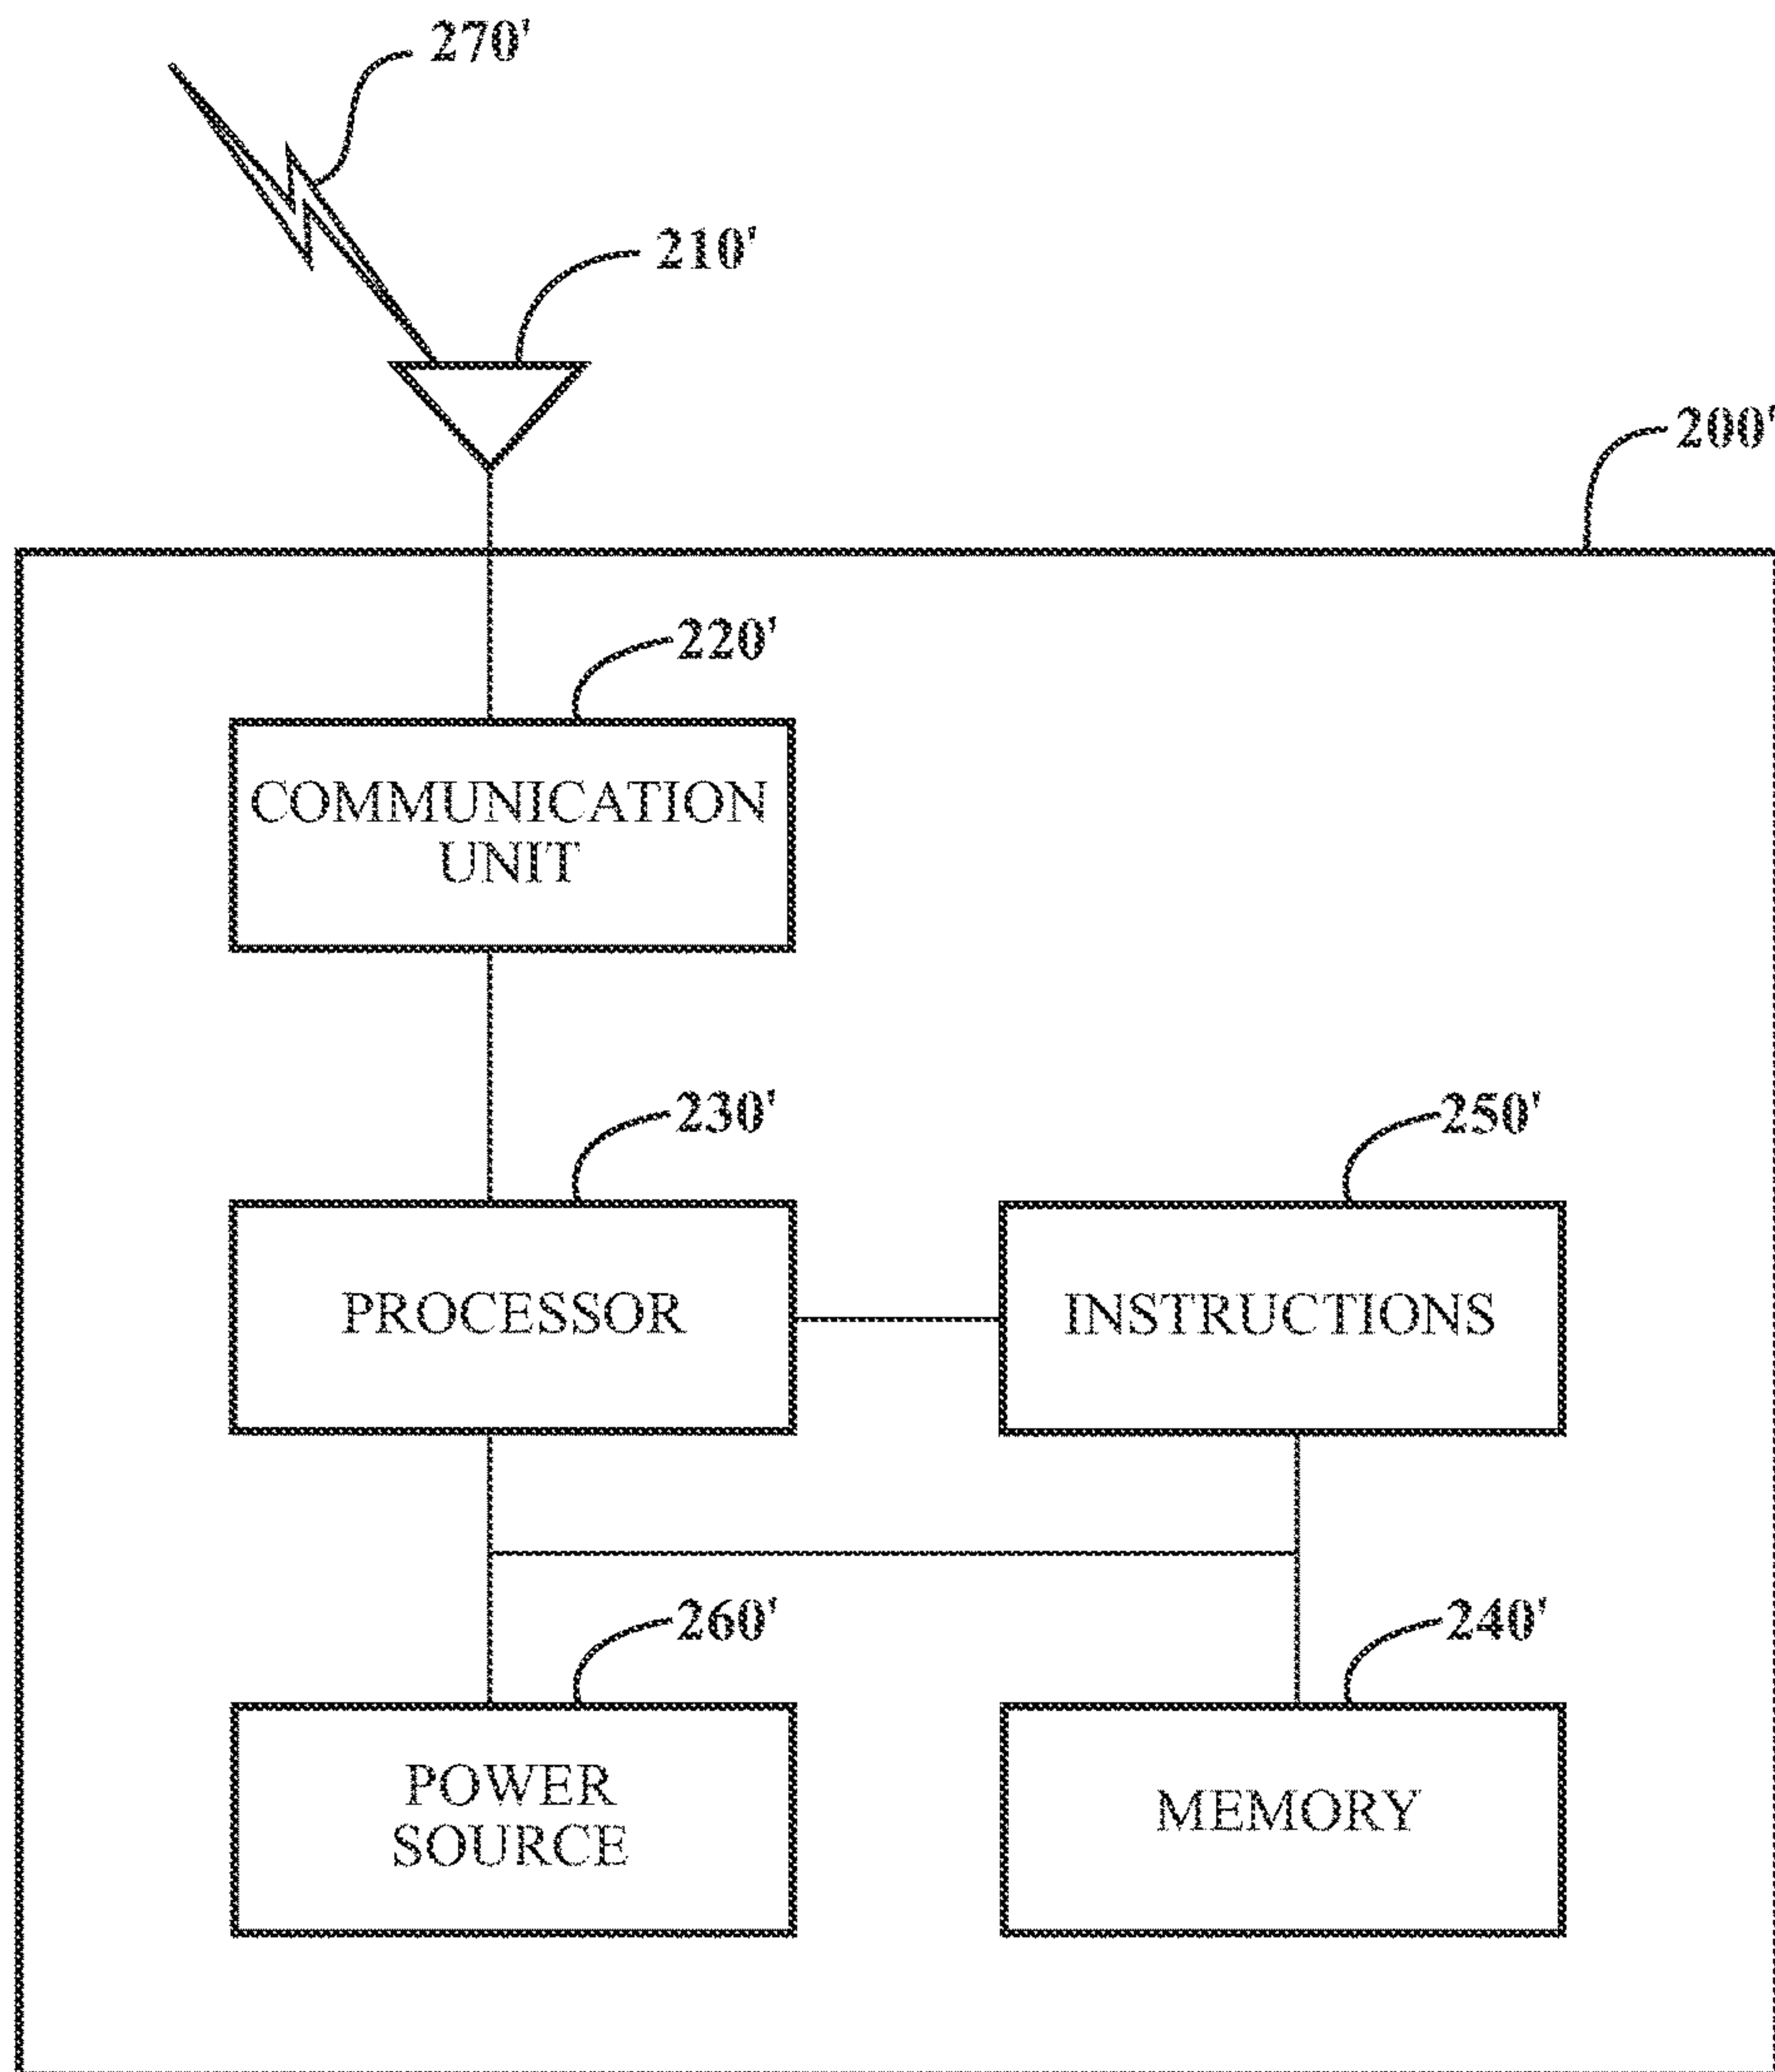 270'
210'
200'
220'
COMMUNICATION
UNIT
230'
250'
PROCESSOR
INSTRUCTIONS
260'
240'
POWER
SOURCE
MEMORY